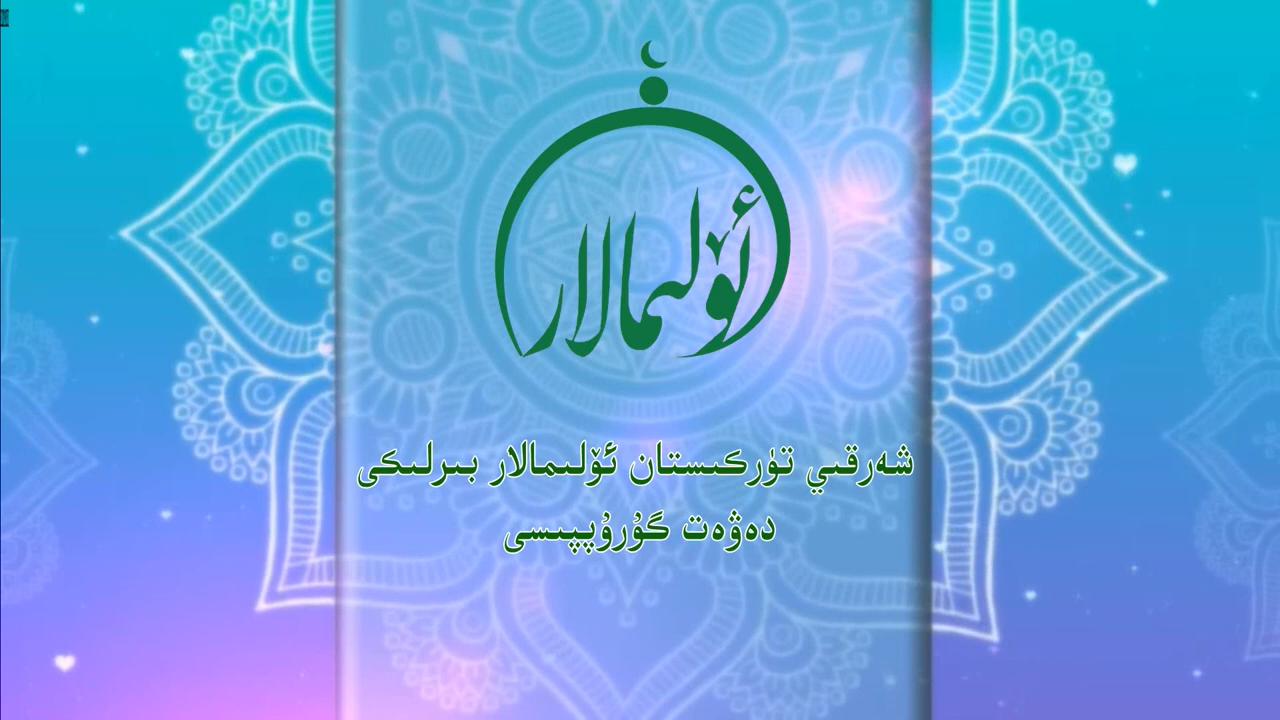 ئۆلىمالار
شەرقىي تۈركىستان ئۆلىمالار بىرلىكى
دەۋەت گۇرۇپپىسى